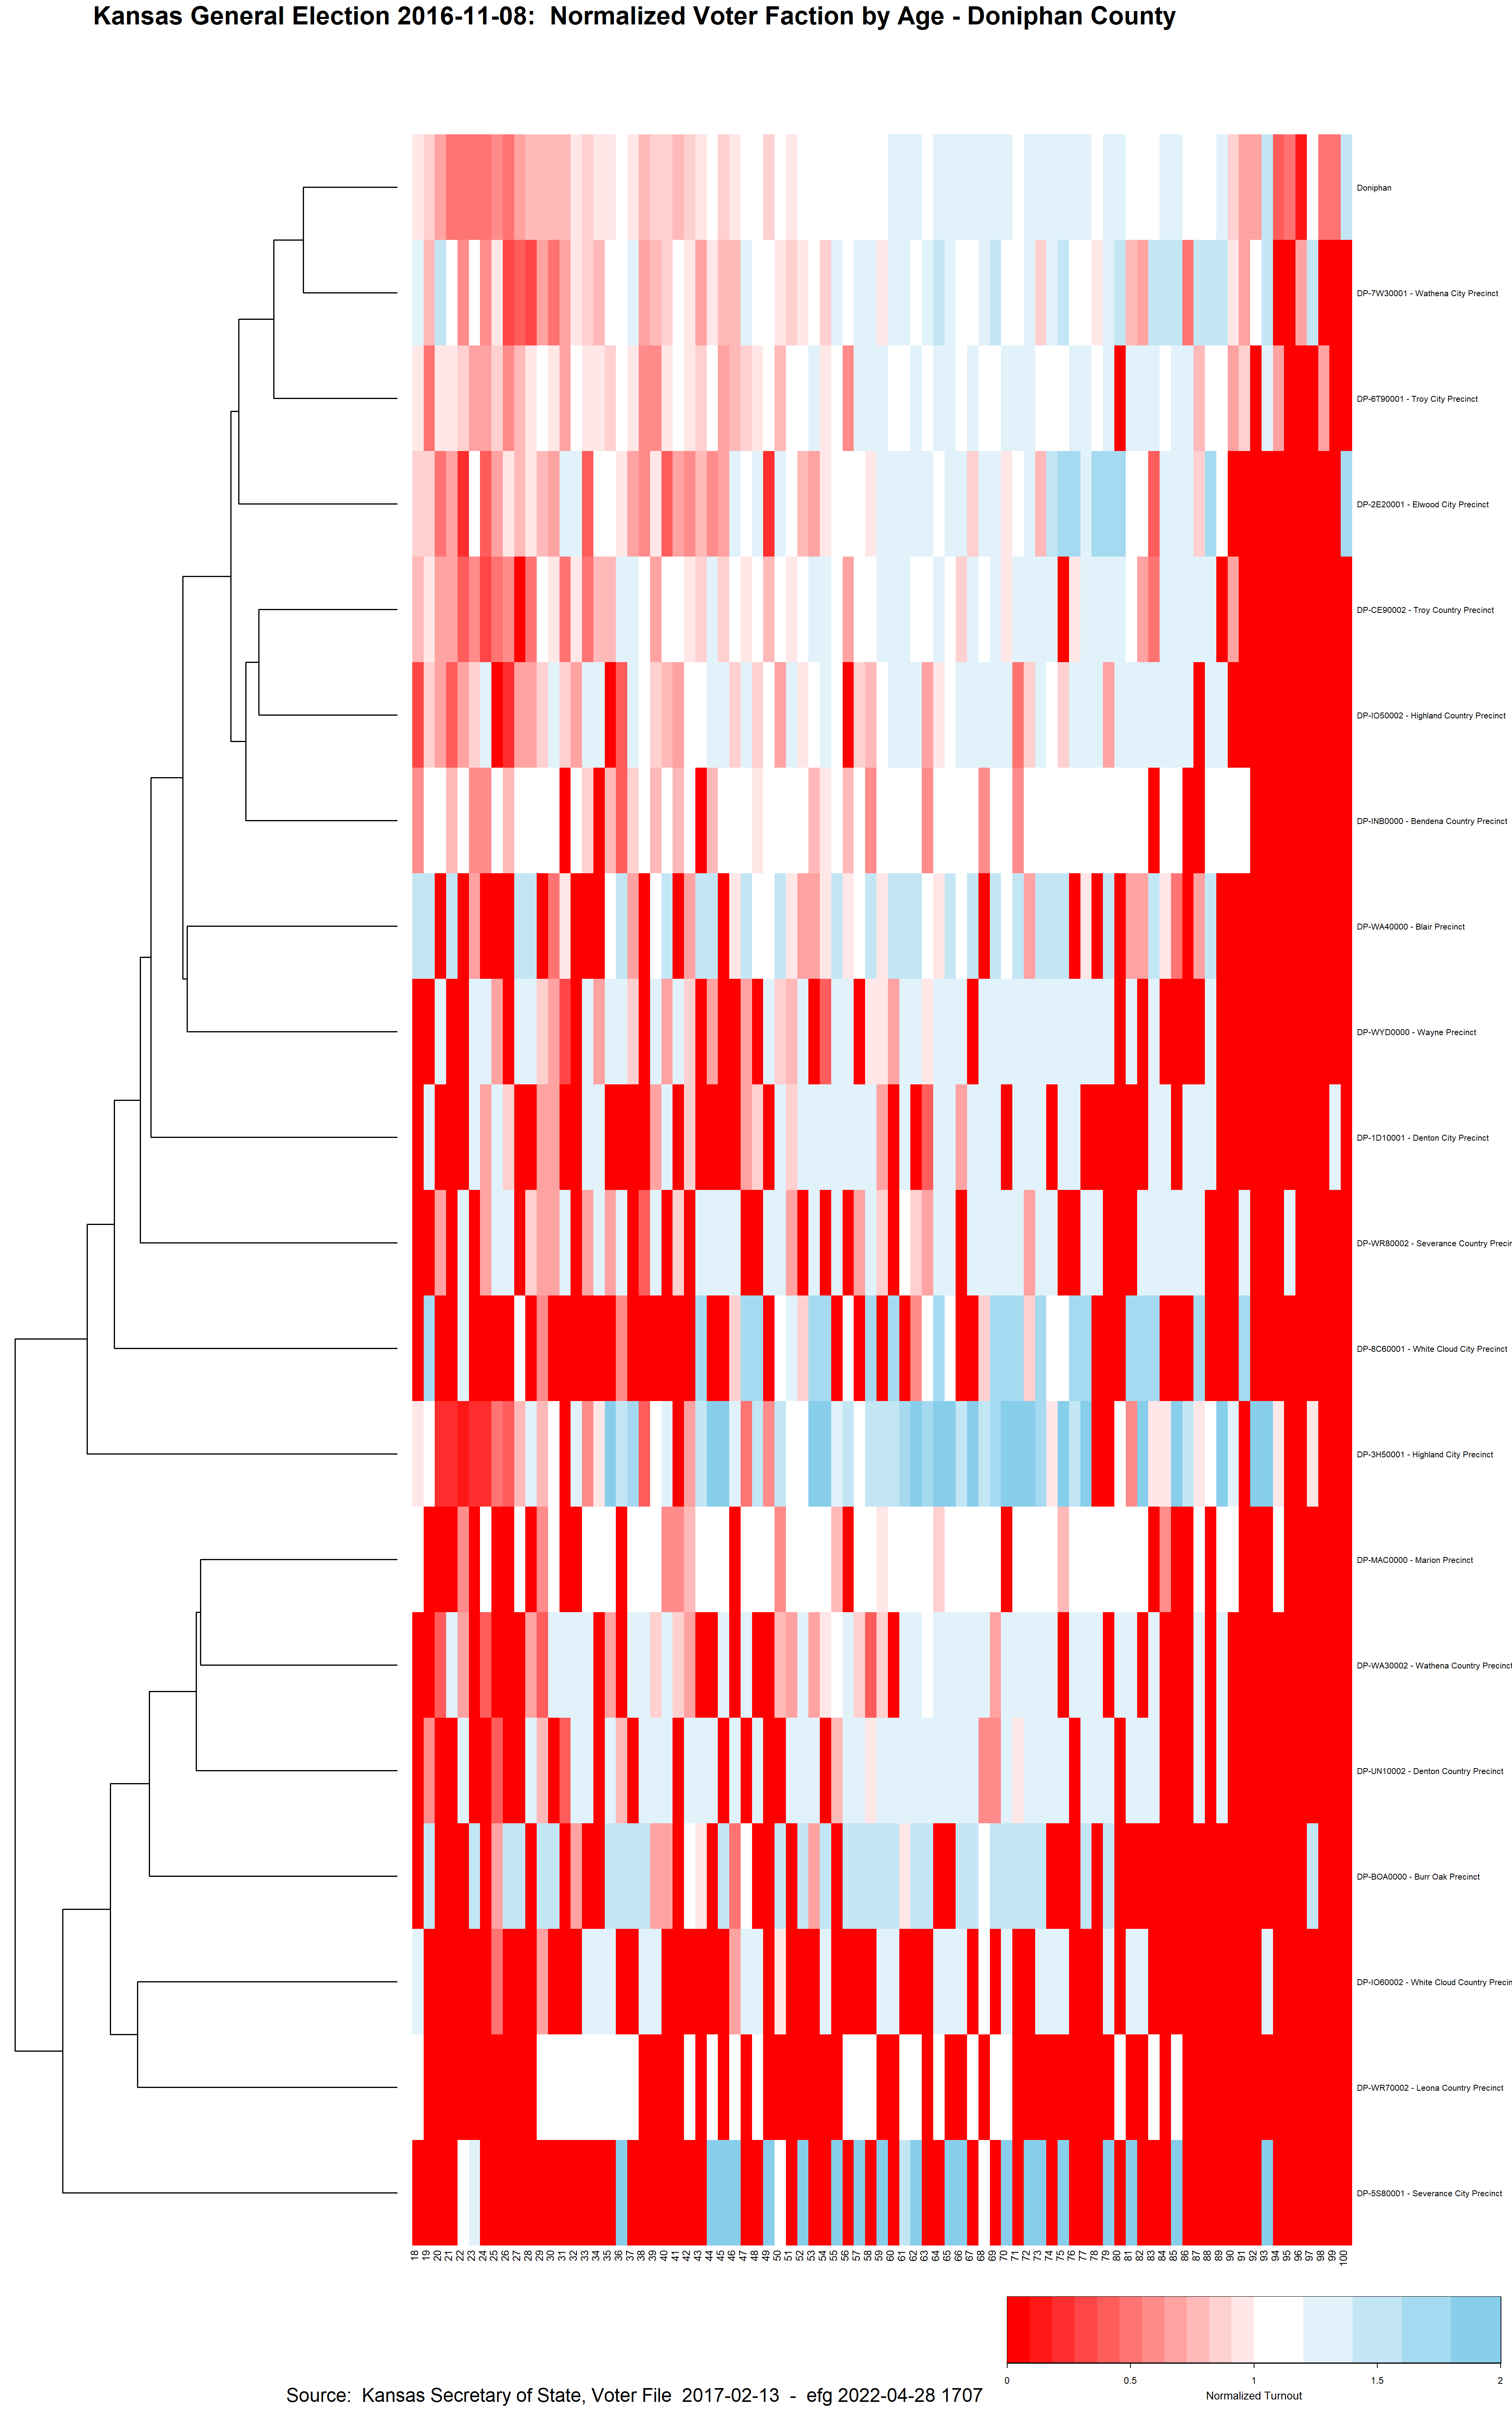 Kansas General Election 2016-11-08:  Normalized Voter Faction by Age - Doniphan County
Doniphan
DP-7W30001 - Wathena City Precinct
DP-6T90001 - Troy City Precinct
DP-2E20001 - Elwood City Precinct
DP-CE90002 - Troy Country Precinct
DP-IO50002 - Highland Country Precinct
DP-INB0000 - Bendena Country Precinct
DP-WA40000 - Blair Precinct
DP-WYD0000 - Wayne Precinct
DP-1D10001 - Denton City Precinct
DP-WR80002 - Severance Country Precin
DP-8C60001 - White Cloud City Precinct
DP-3H50001 - Highland City Precinct
DP-MAC0000 - Marion Precinct
DP-WA30002 - Wathena Country Precinct
DP-UN10002 - Denton Country Precinct
DP-BOA0000 - Burr Oak Precinct
DP-IO60002 - White Cloud Country Precin
DP-WR70002 - Leona Country Precinct
DP-5S80001 - Severance City Precinct
18 19 20 21 22 23 24 25 26 27 28 29 30 31 32 33 34 35 36 37 38 39 40 41 42 43 44 45 46 47 48 49 50 51 52 53 54 55 56 57 58 59 60 61 62 63 64 65 66 67 68 69 70 71 72 73 74 75 76 77 78 79 80 81 82 83 84 85 86 87 88 89 90 91 92 93 94 95 96 97 98 99 100
0 0.5 1 1.5 2
Normalized Turnout
Source:  Kansas Secretary of State, Voter File  2017-02-13  -  efg 2022-04-28 1707